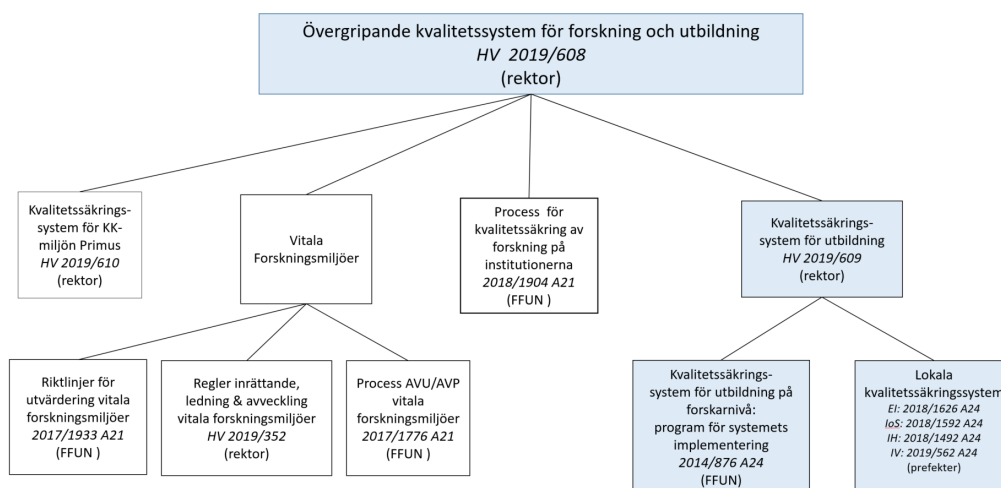 Övergripande kvalitetssystem för forskning och utbildning
HV 2019/608
(rektor)
Kvalitetssäkrings-
system för KK-
miljön Primus
HV 2019/610
(rektor)
Vitala
Forskningsmiljöer
Process för
kvalitetssäkring av
forskning på
institutionerna
2018/1904 A21
(FFUN )
Kvalitetssäkrings-
system för utbildning
HV 2019/609
(rektor)
Riktlinjer för
utvärdering vitala
forskningsmiljöer
2017/1933 A21
(FFUN )
Regler inrättande,
ledning & avveckling
vitala forskningsmiljöer
HV 2019/352
(rektor)
Process AVU/AVP
vitala
forskningsmiljöer
2017/1776 A21
(FFUN )
Kvalitetssäkrings-
system för utbildning på
forskarnivå:
program för systemets
implementering
2014/876 A24
(FFUN)
Lokala
kvalitetssäkringssystem
EI: 2018/1626 A24
IoS: 2018/1592 A24
IH: 2018/1492 A24
IV: 2019/562 A24
(prefekter)